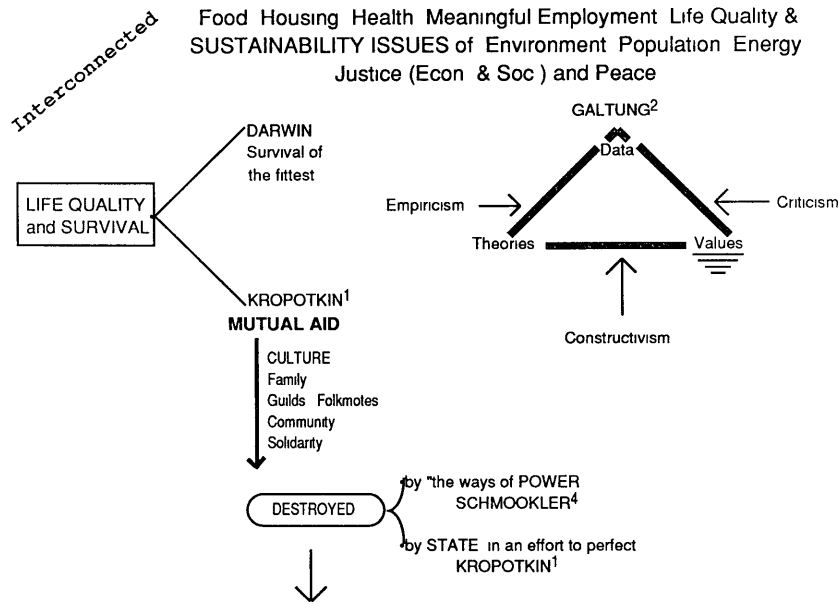 Interconnected
Food Housing Health Meaningful Employment Life Quality &
SUSTAINABILITY ISSUES of Environment Population Energy
Justice (Econ & Soc ) and Peace
DARWIN
Survival of
the fittest
LIFE QUALITY
and SURVIVAL
KROPOTKIN1
MUTUAL AID
CULTURE
Family
Guilds Folkmotes
Community
Solidarity
GALTUNG2
Data
Empiricism
Criticism
Theories
Values
Constructivism
DESTROYED
by "the ways of POWER
SCHMOOKLER4
by STATE in an effort to perfect
KROPOTKIN1